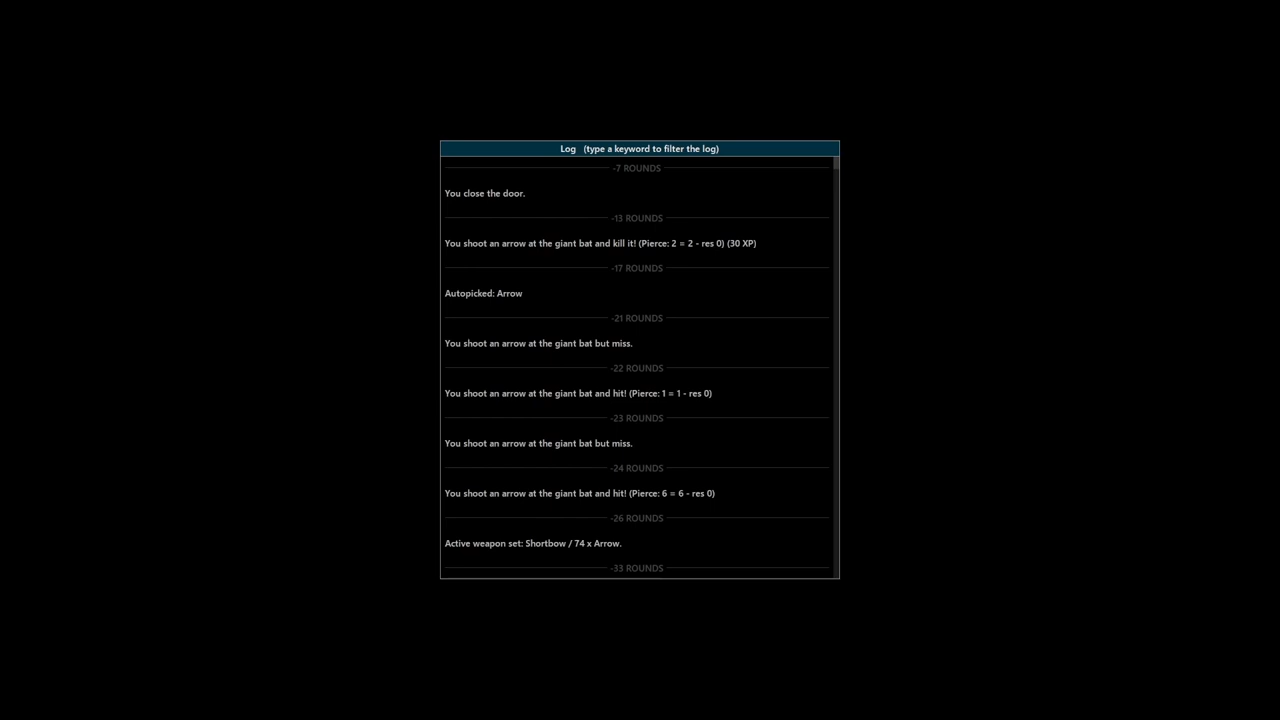 Log (type a keyword to filter the log)
-7 ROUNDS
You close the door.
-13 ROUNDS
You shoot an arrow at the giant bat and kill it! (Pierce: 2 = 2 - res 0) (30 XP)
-17 ROUNDS
Autopicked: Arrow
-21 ROUNDS
You shoot an arrow at the giant bat but miss.
-22 ROUNDS
You shoot an arrow at the giant bat and hit! (Pierce: 1 = 1 - res 0)
-23 ROUNDS
You shoot an arrow at the giant bat but miss.
-24 ROUNDS
You shoot an arrow at the giant bat and hit! (Pierce: 6 = 6 - res 0)
-26 ROUNDS
Active weapon set: Shortbow / 74 x Arrow.
-33 ROUNDS